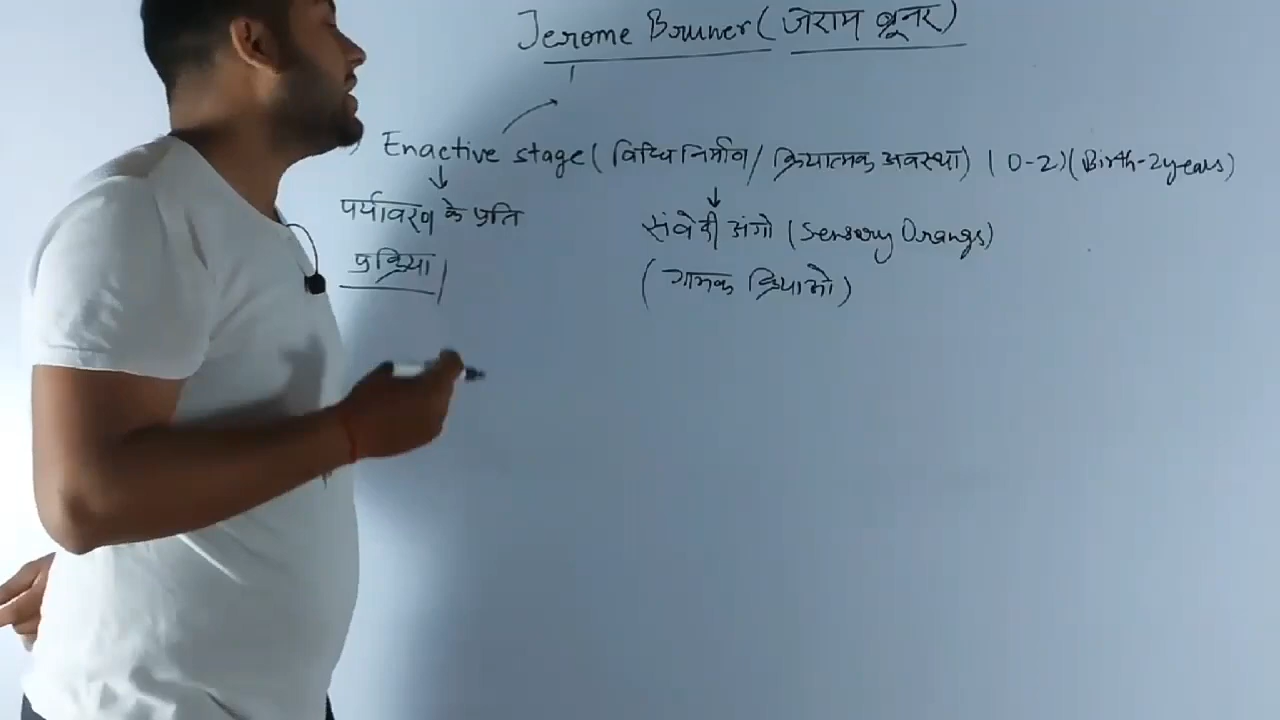 Jerome Bruner (जेराम ब्रूनर)
Enactive stage (विधि निर्माण / क्रियात्मक अवस्था) (0-2) (Birth-2years)
पर्यावरण के प्रति
प्रक्रिया
संवेदी अंगो (Sensory Orangs)
(गामक क्रियाओ)